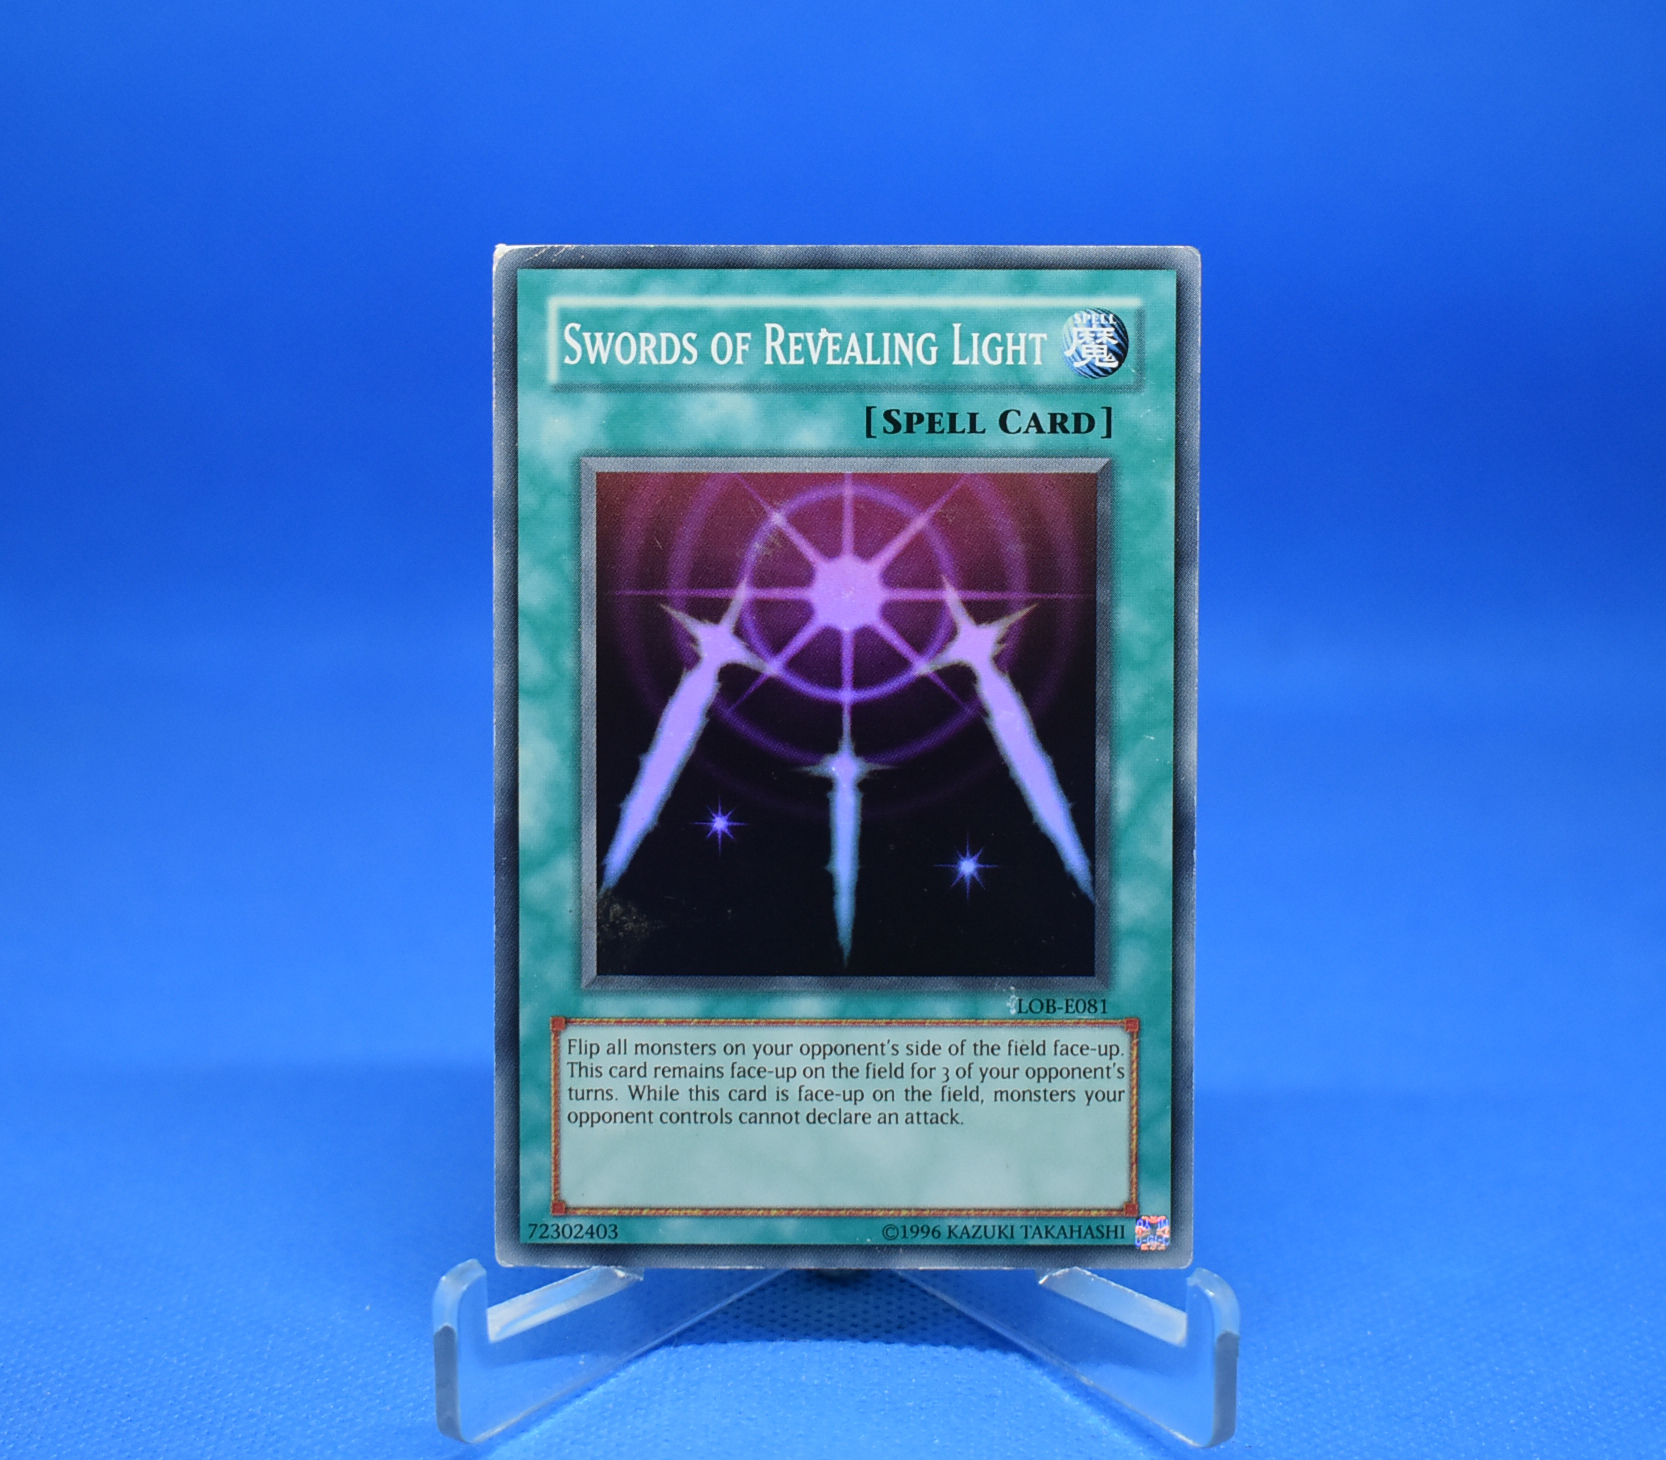 Swords of Revealing Light
SPELL
魔
[Spell Card]
LOB-E081
Flip all monsters on your opponent's side of the field face-up.
This card remains face-up on the field for 3 of your opponent's
turns. While this card is face-up on the field, monsters your
opponent controls cannot declare an attack.
72302403
©1996 KAZUKI TAKAHASHI